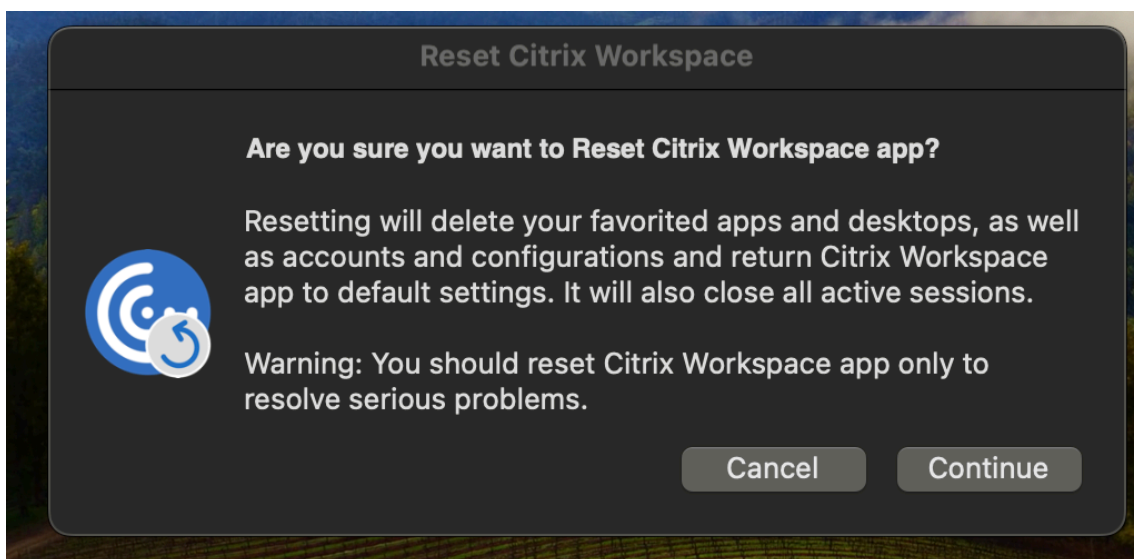 Reset Citrix Workspace
Are you sure you want to Reset Citrix Workspace app?
Resetting will delete your favorited apps and desktops, as well
as accounts and configurations and return Citrix Workspace
app to default settings. It will also close all active sessions.
Warning: You should reset Citrix Workspace app only to
resolve serious problems.
Cancel Continue